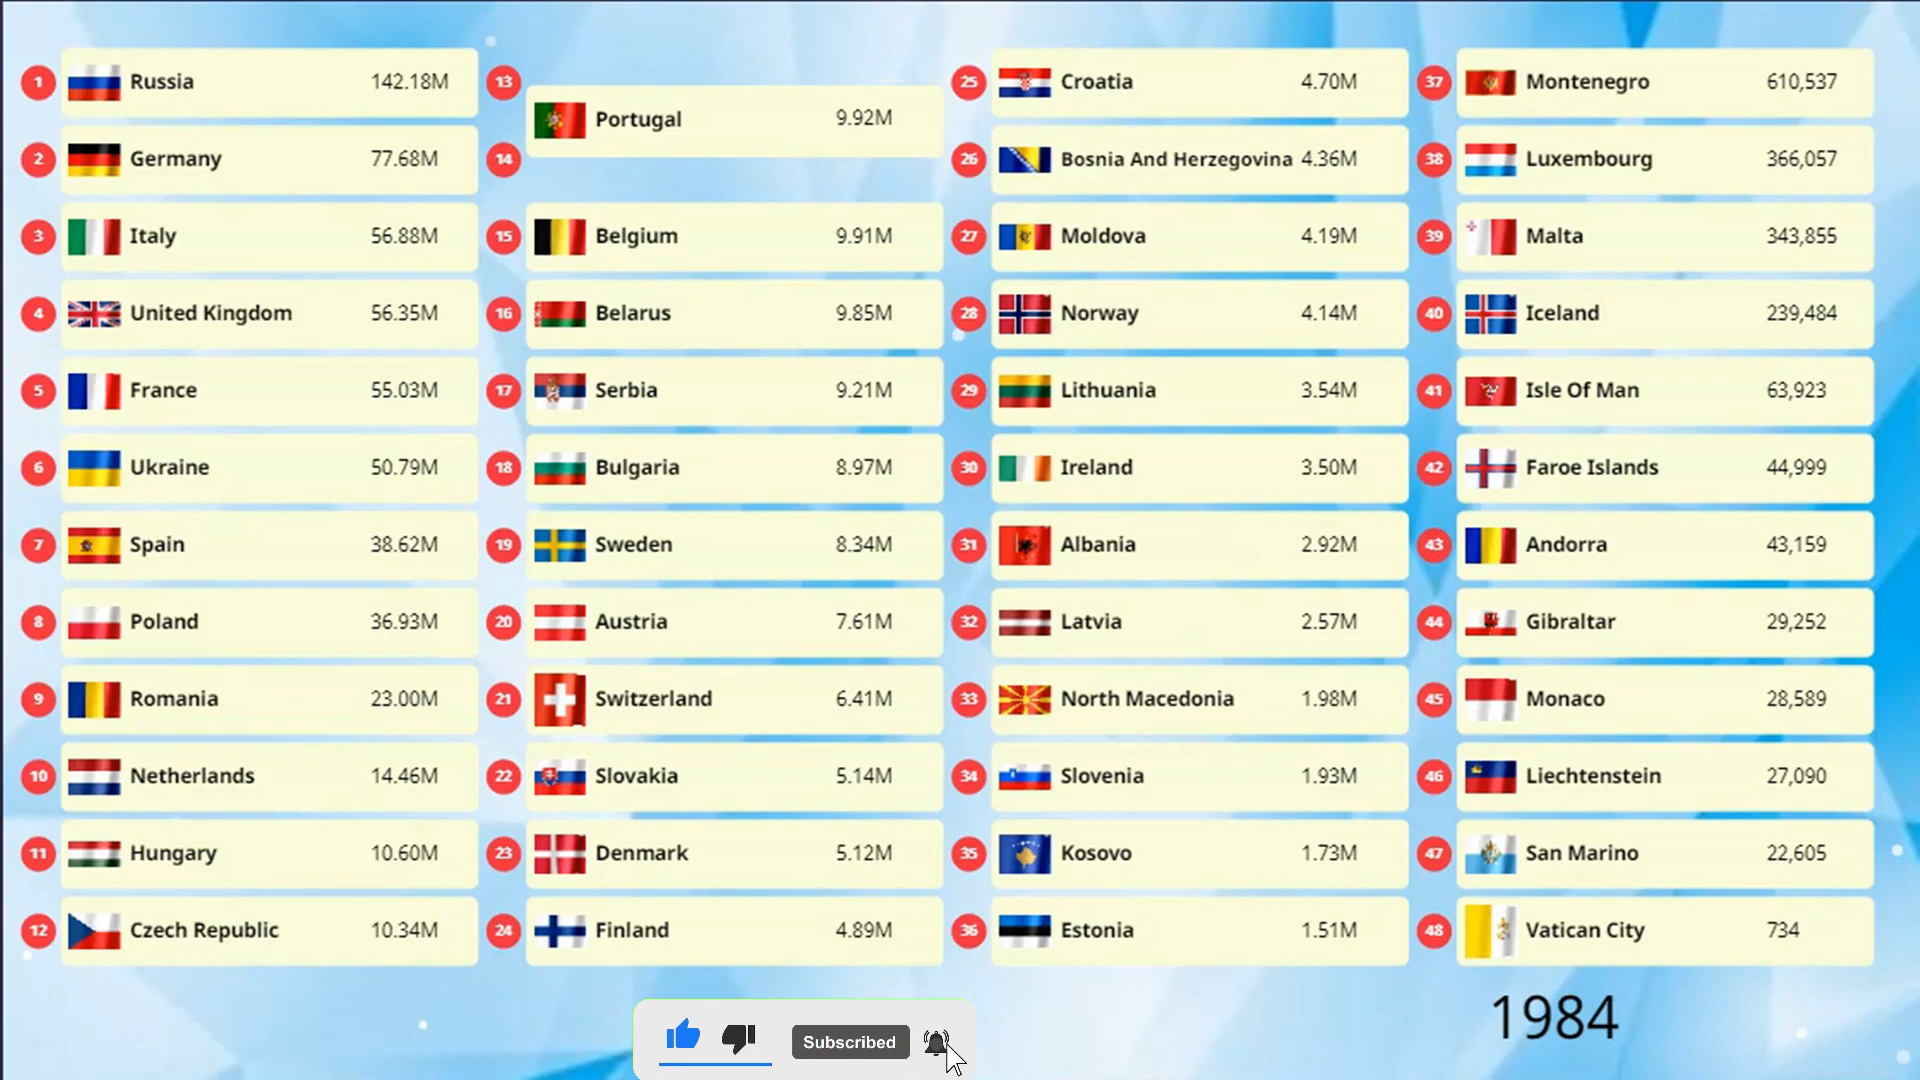 1 Russia 142.18M
2 Germany 77.68M
3 Italy 56.88M
4 United Kingdom 56.35M
5 France 55.03M
6 Ukraine 50.79M
7 Spain 38.62M
8 Poland 36.93M
9 Romania 23.00M
10 Netherlands 14.46M
11 Hungary 10.60M
12 Czech Republic 10.34M
13
Portugal 9.92M
14
15 Belgium 9.91M
16 Belarus 9.85M
17 Serbia 9.21M
18 Bulgaria 8.97M
19 Sweden 8.34M
20 Austria 7.61M
21 Switzerland 6.41M
22 Slovakia 5.14M
23 Denmark 5.12M
24 Finland 4.89M
25 Croatia 4.70M
26 Bosnia And Herzegovina 4.36M
27 Moldova 4.19M
28 Norway 4.14M
29 Lithuania 3.54M
30 Ireland 3.50M
31 Albania 2.92M
32 Latvia 2.57M
33 North Macedonia 1.98M
34 Slovenia 1.93M
35 Kosovo 1.73M
36 Estonia 1.51M
37 Montenegro 610,537
38 Luxembourg 366,057
39 Malta 343,855
40 Iceland 239,484
41 Isle Of Man 63,923
42 Faroe Islands 44,999
43 Andorra 43,159
44 Gibraltar 29,252
45 Monaco 28,589
46 Liechtenstein 27,090
47 San Marino 22,605
48 Vatican City 734
1984
Subscribed